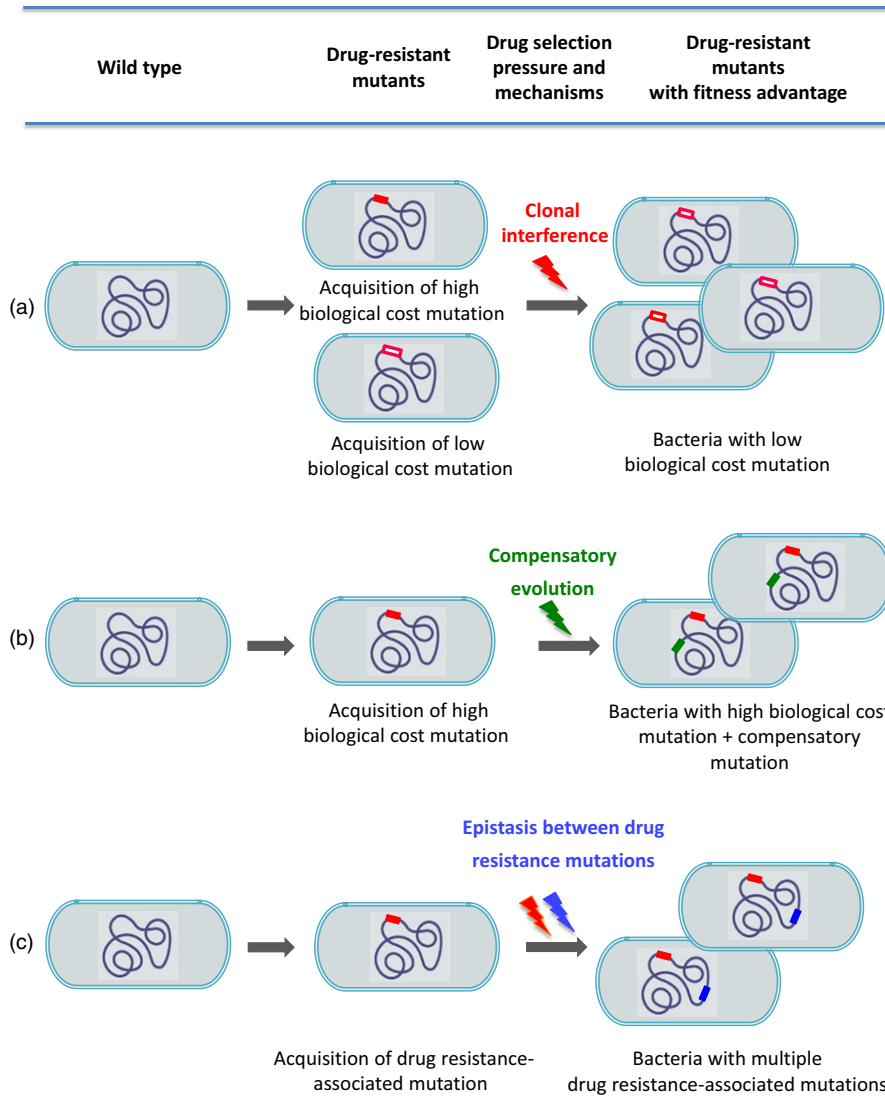 Wild type
Drug-resistant
mutants
Drug selection
pressure and
mechanisms
Drug-resistant
mutants
with fitness advantage
(a)
Acquisition of high
biological cost mutation
Acquisition of low
biological cost mutation
Clonal
interference
Bacteria with low
biological cost mutation
(b)
Acquisition of high
biological cost mutation
Compensatory
evolution
Bacteria with high biological cost
mutation + compensatory
mutation
(c)
Acquisition of drug resistance-
associated mutation
Epistasis between drug
resistance mutations
Bacteria with multiple
drug resistance-associated mutations